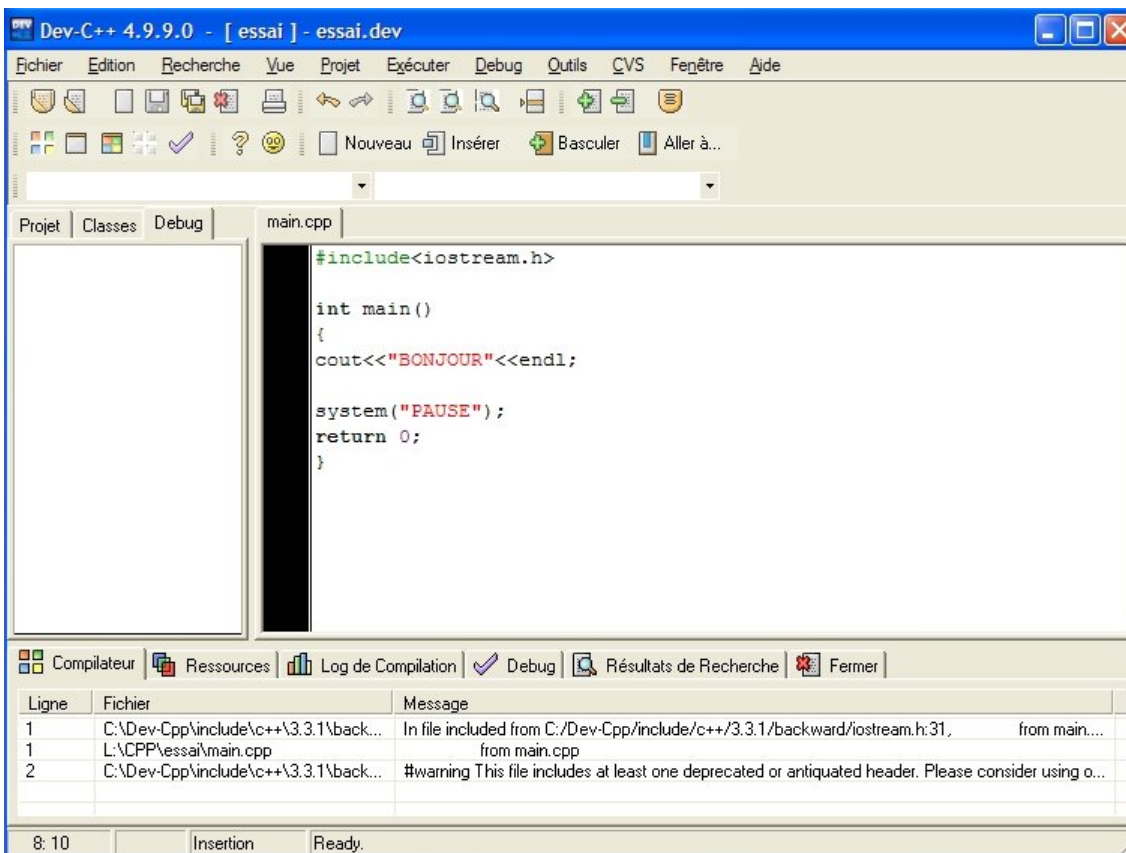 Dev-C++ 4.9.9.0 - [ essai ] - essai.dev
Fichier Edition Recherche Vue Projet Exécuter Debug Outils CVS Fenêtre Aide
Nouveau Insérer Basculer Aller à...
Projet Classes Debug main.cpp
#include<iostream.h>
int main()
{
cout<<"BONJOUR"<<endl;
system("PAUSE");
return 0;
}
Compilateur Ressources Log de Compilation Debug Résultats de Recherche Fermer
Ligne Fichier Message
1 C:\Dev-Cpp\include\c++\3.3.1\back... In file included from C:/Dev-Cpp/include/c++/3.3.1/backward/iostream.h:31, from main....
1 L:\CPP\essai\main.cpp from main.cpp
2 C:\Dev-Cpp\include\c++\3.3.1\back... #warning This file includes at least one deprecated or antiquated header. Please consider using o...
8: 10 Insertion Ready.